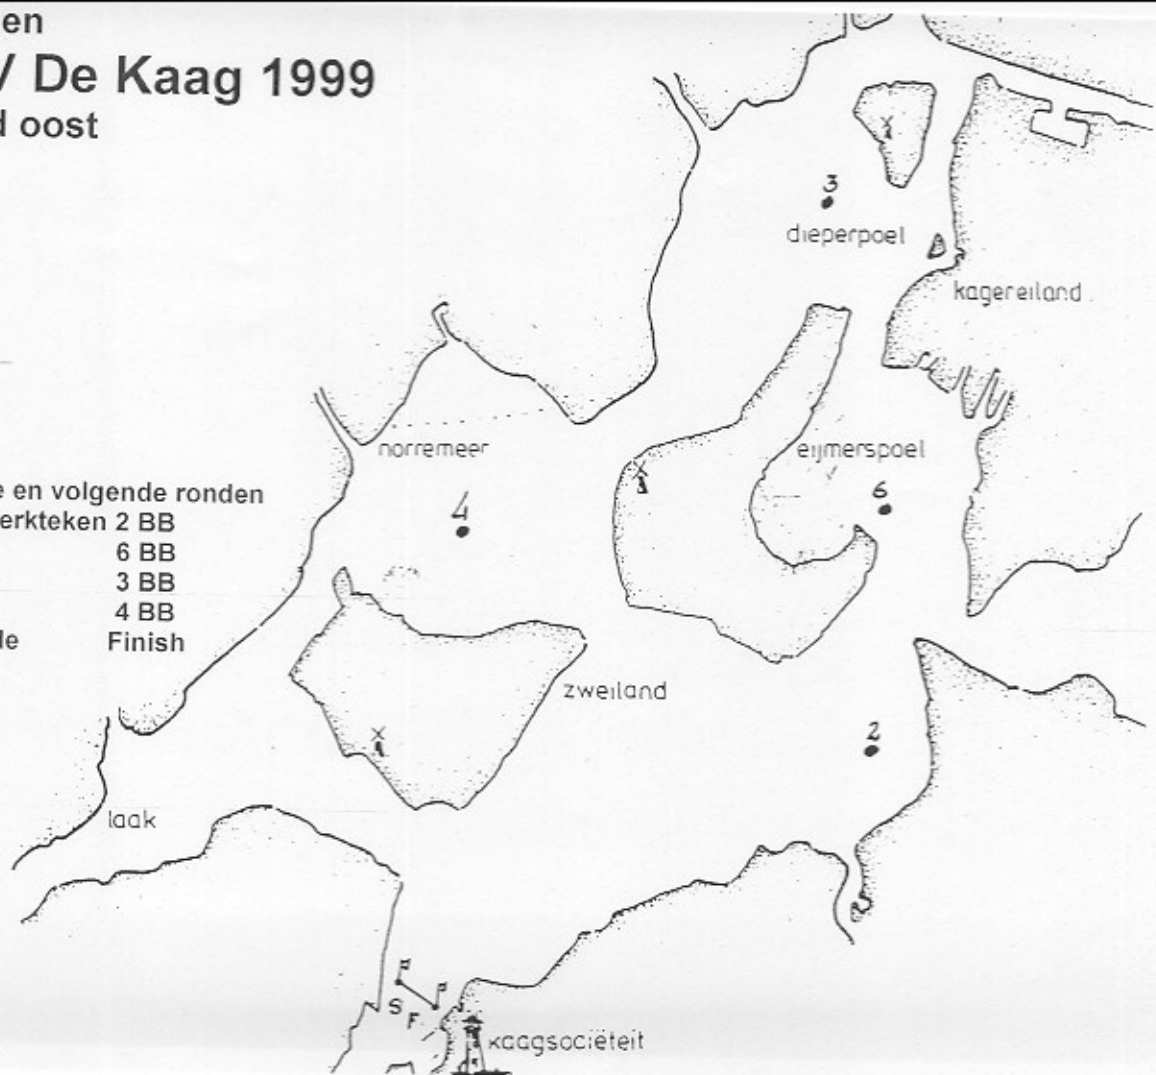 en
V De Kaag 1999
d oost
3
dieperpoel
kagereiland
norremeer
eijmerspoel
4
6
e en volgende ronden
erkteken 2 BB
6 BB
3 BB
4 BB
de Finish
zweiland
2
laak
S
F
kaagsociëteit